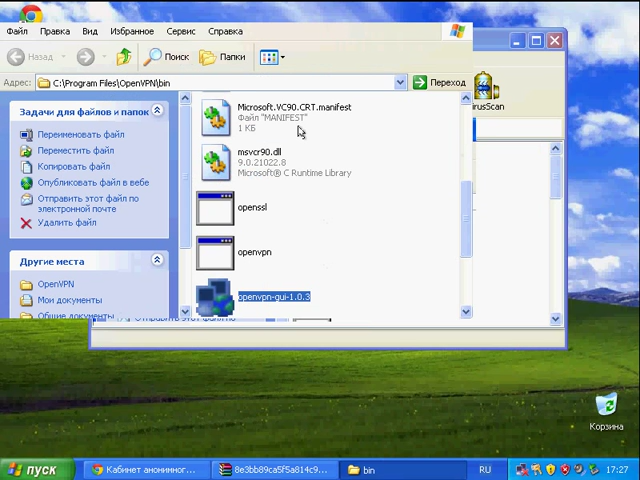 Файл Правка Вид Избранное Сервис Справка
Назад Поиск Папки
Адрес: C:\Program Files\OpenVPN\bin Переход
Задачи для файлов и папок
Переименовать файл
Переместить файл
Копировать файл
Опубликовать файл в вебе
Отправить этот файл по
электронной почте
Удалить файл
Другие места
OpenVPN
Мои документы
Общие документы
Microsoft.VC90.CRT.manifest
Файл "MANIFEST"
1 КБ
msvcr90.dll
9.0.21022.8
Microsoft® C Runtime Library
openssl
openvpn
openvpn-gui-1.0.3
rusScan
Корзина
пуск
Кабинет анонинног...
8e3bb89ca5f5a814c9...
bin
RU
17:27